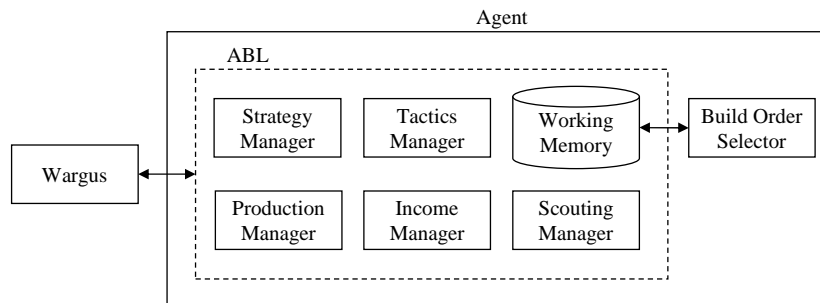 Agent
ABL
Strategy
Manager
Tactics
Manager
Working
Memory
Build Order
Selector
Wargus
Production
Manager
Income
Manager
Scouting
Manager